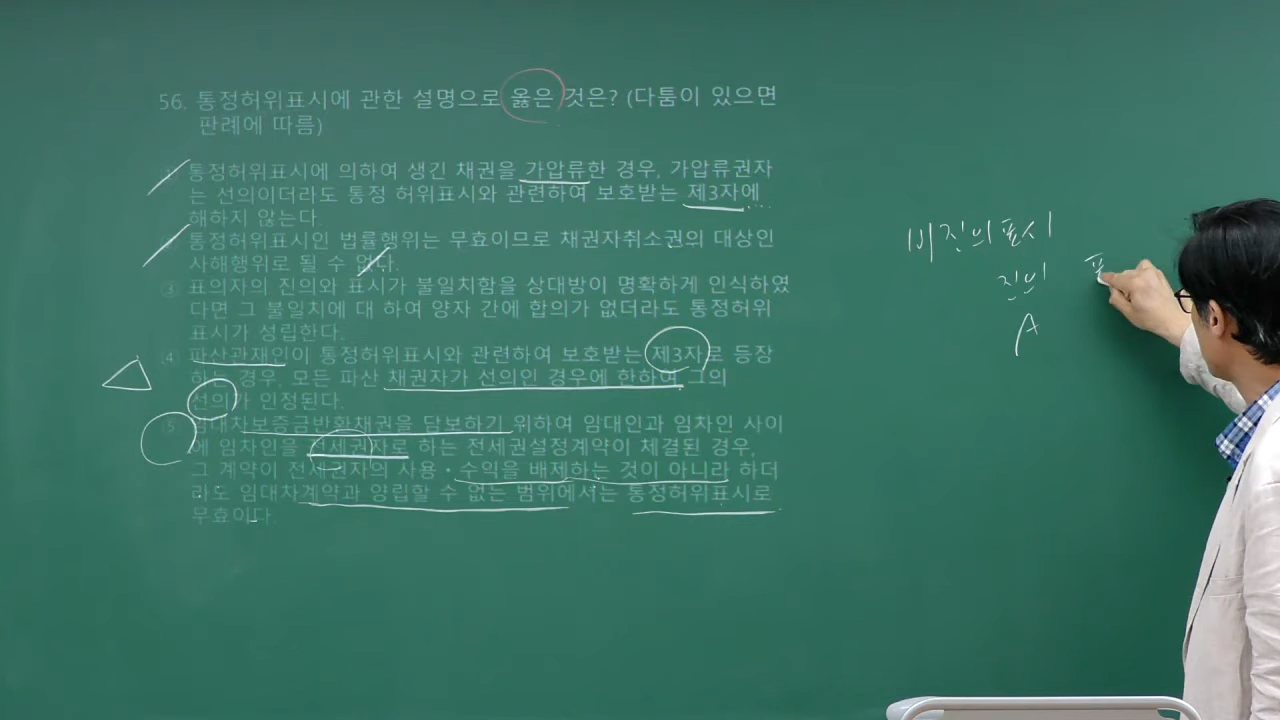 56. 통정허위표시에 관한 설명으로 옳은 것은? (다툼이 있으면
판례에 따름)
통정허위표시에 의하여 생긴 채권을 가압류한 경우, 가압류권자
는 선의이더라도 통정 허위표시와 관련하여 보호받는 제3자에
해하지 않는다.
통정허위표시인 법률행위는 무효이므로 채권자취소권의 대상인
사해행위로 될 수 없다.
③ 표의자의 진의와 표시가 불일치함을 상대방이 명확하게 인식하였
다면 그 불일치에 대 하여 양자 간에 합의가 없더라도 통정허위
표시가 성립한다.
④ 파산관재인이 통정허위표시와 관련하여 보호받는 제3자로 등장
하는 경우, 모든 파산 채권자가 선의인 경우에 한하여 그의
선의가 인정된다.
⑤ 임대차보증금반환채권을 담보하기 위하여 임대인과 임차인 사이
에 임차인을 전세권자로 하는 전세권설정계약이 체결된 경우,
그 계약이 전세권자의 사용·수익을 배제하는 것이 아니라 하더
라도 임대차계약과 양립할 수 없는 범위에서는 통정허위표시로
무효이다.
비진의표시
진의 표
A